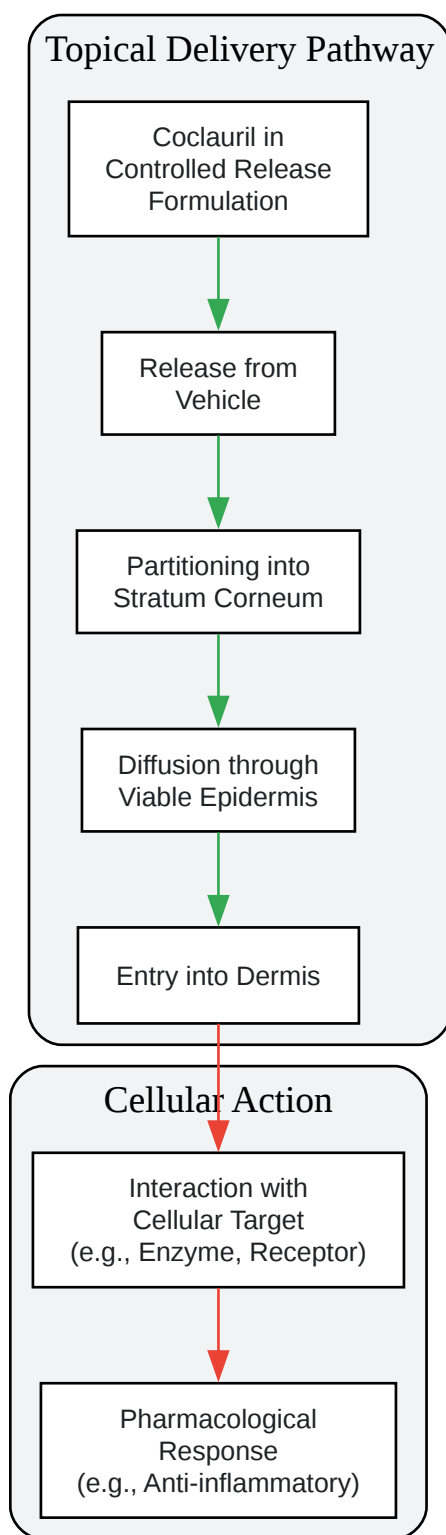 Topical Delivery Pathway
Coclauril in
Controlled Release
Formulation
Release from
Vehicle
Partitioning into
Stratum Corneum
Diffusion through
Viable Epidermis
Entry into Dermis
Cellular Action
Interaction with
Cellular Target
(e.g., Enzyme, Receptor)
Pharmacological
Response
(e.g., Anti-inflammatory)